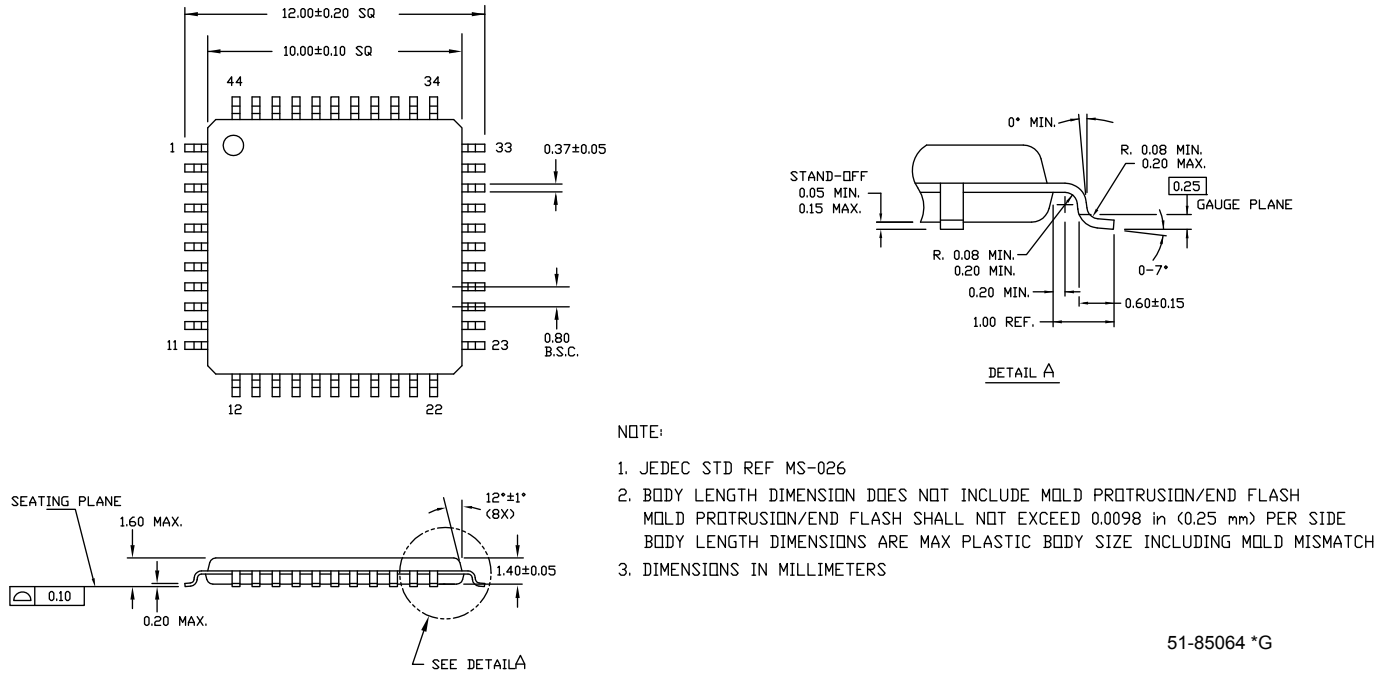 12.00±0.20 SQ
10.00±0.10 SQ
44
34
1
33
0.37±0.05
0.80
B.S.C.
11
23
12
22
0° MIN.
R. 0.08 MIN.
0.20 MAX.
STAND-OFF
0.05 MIN.
0.15 MAX.
0.25
GAUGE PLANE
R. 0.08 MIN.
0.20 MIN.
0-7°
0.20 MIN.
0.60±0.15
1.00 REF.
DETAIL A
NOTE:
1. JEDEC STD REF MS-026
2. BODY LENGTH DIMENSION DOES NOT INCLUDE MOLD PROTRUSION/END FLASH
MOLD PROTRUSION/END FLASH SHALL NOT EXCEED 0.0098 in (0.25 mm) PER SIDE
BODY LENGTH DIMENSIONS ARE MAX PLASTIC BODY SIZE INCLUDING MOLD MISMATCH
3. DIMENSIONS IN MILLIMETERS
SEATING PLANE
1.60 MAX.
12°±1°
(8X)
1.40±0.05
0.10
0.20 MAX.
SEE DETAILA
51-85064 *G